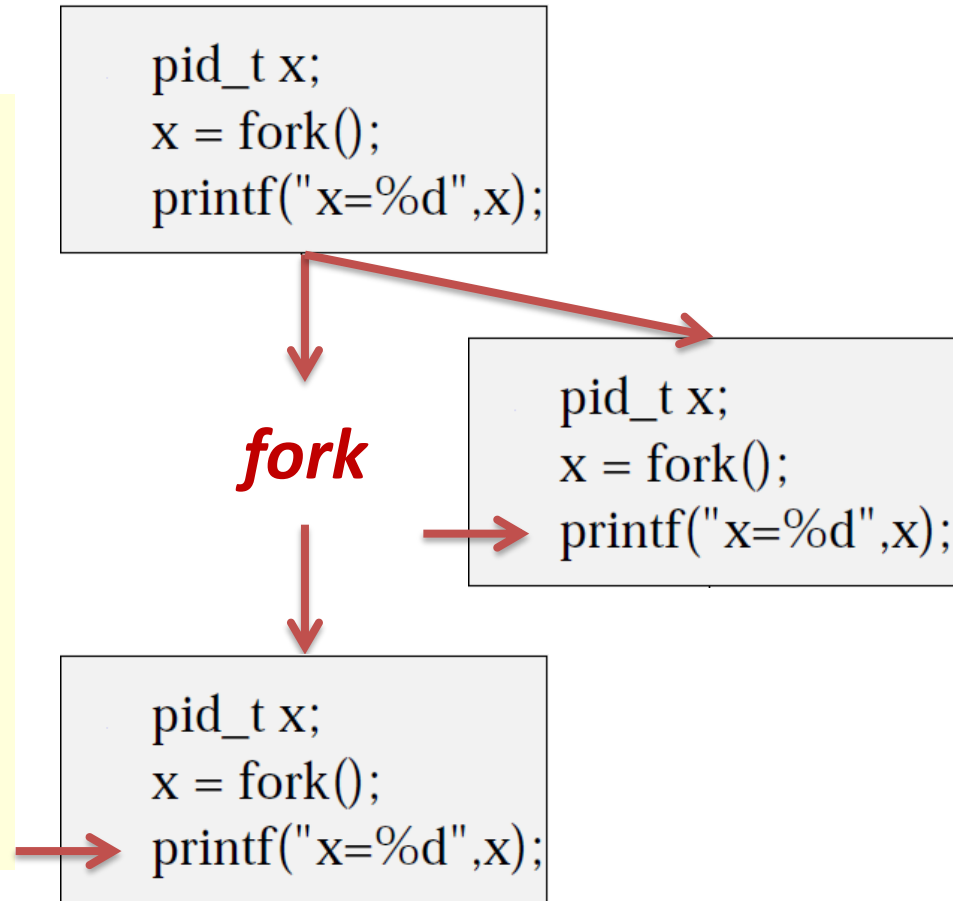 pid_t x;
x = fork();
printf("x=%d",x);
fork
pid_t x;
x = fork();
printf("x=%d",x);
pid_t x;
x = fork();
printf("x=%d",x);